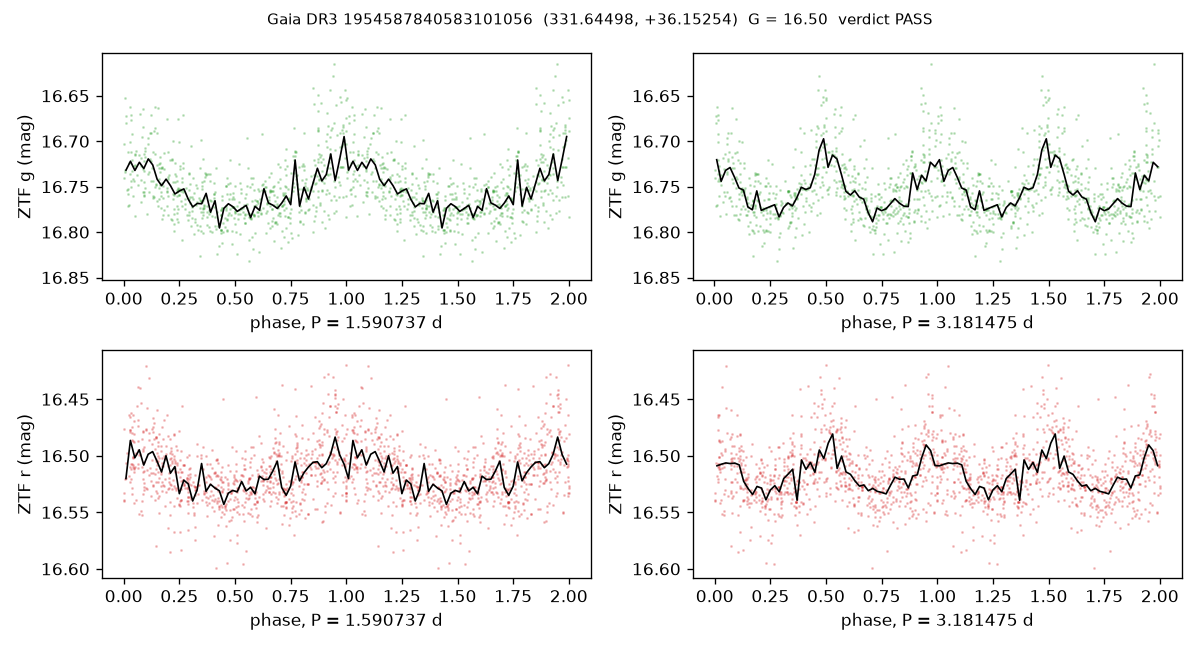 Gaia DR3 1954587840583101056 (331.64498, +36.15254) G = 16.50 verdict PASS
ZTF g (mag)
16.65
16.70
16.75
16.80
16.85
0.00 0.25 0.50 0.75 1.00 1.25 1.50 1.75 2.00
phase, P = 1.590737 d
ZTF g (mag)
16.65
16.70
16.75
16.80
16.85
0.00 0.25 0.50 0.75 1.00 1.25 1.50 1.75 2.00
phase, P = 3.181475 d
ZTF r (mag)
16.45
16.50
16.55
16.60
0.00 0.25 0.50 0.75 1.00 1.25 1.50 1.75 2.00
phase, P = 1.590737 d
ZTF r (mag)
16.45
16.50
16.55
16.60
0.00 0.25 0.50 0.75 1.00 1.25 1.50 1.75 2.00
phase, P = 3.181475 d